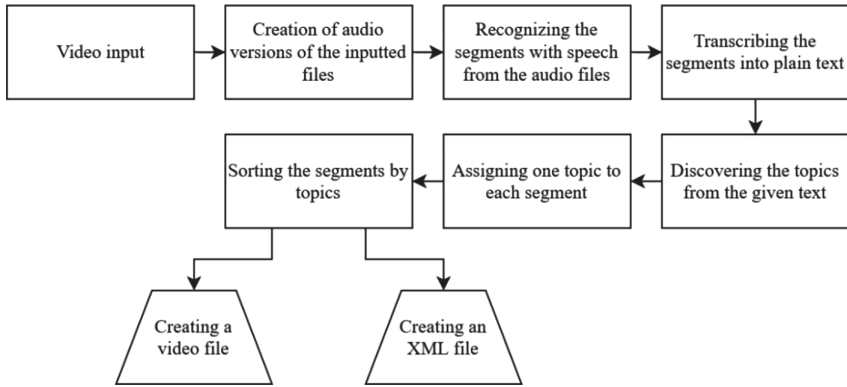 Video input
Creation of audio
versions of the inputted
files
Recognizing the
segments with speech
from the audio files
Transcribing the
segments into plain text
Discovering the topics
from the given text
Assigning one topic to
each segment
Sorting the segments by
topics
Creating a
video file
Creating an
XML file